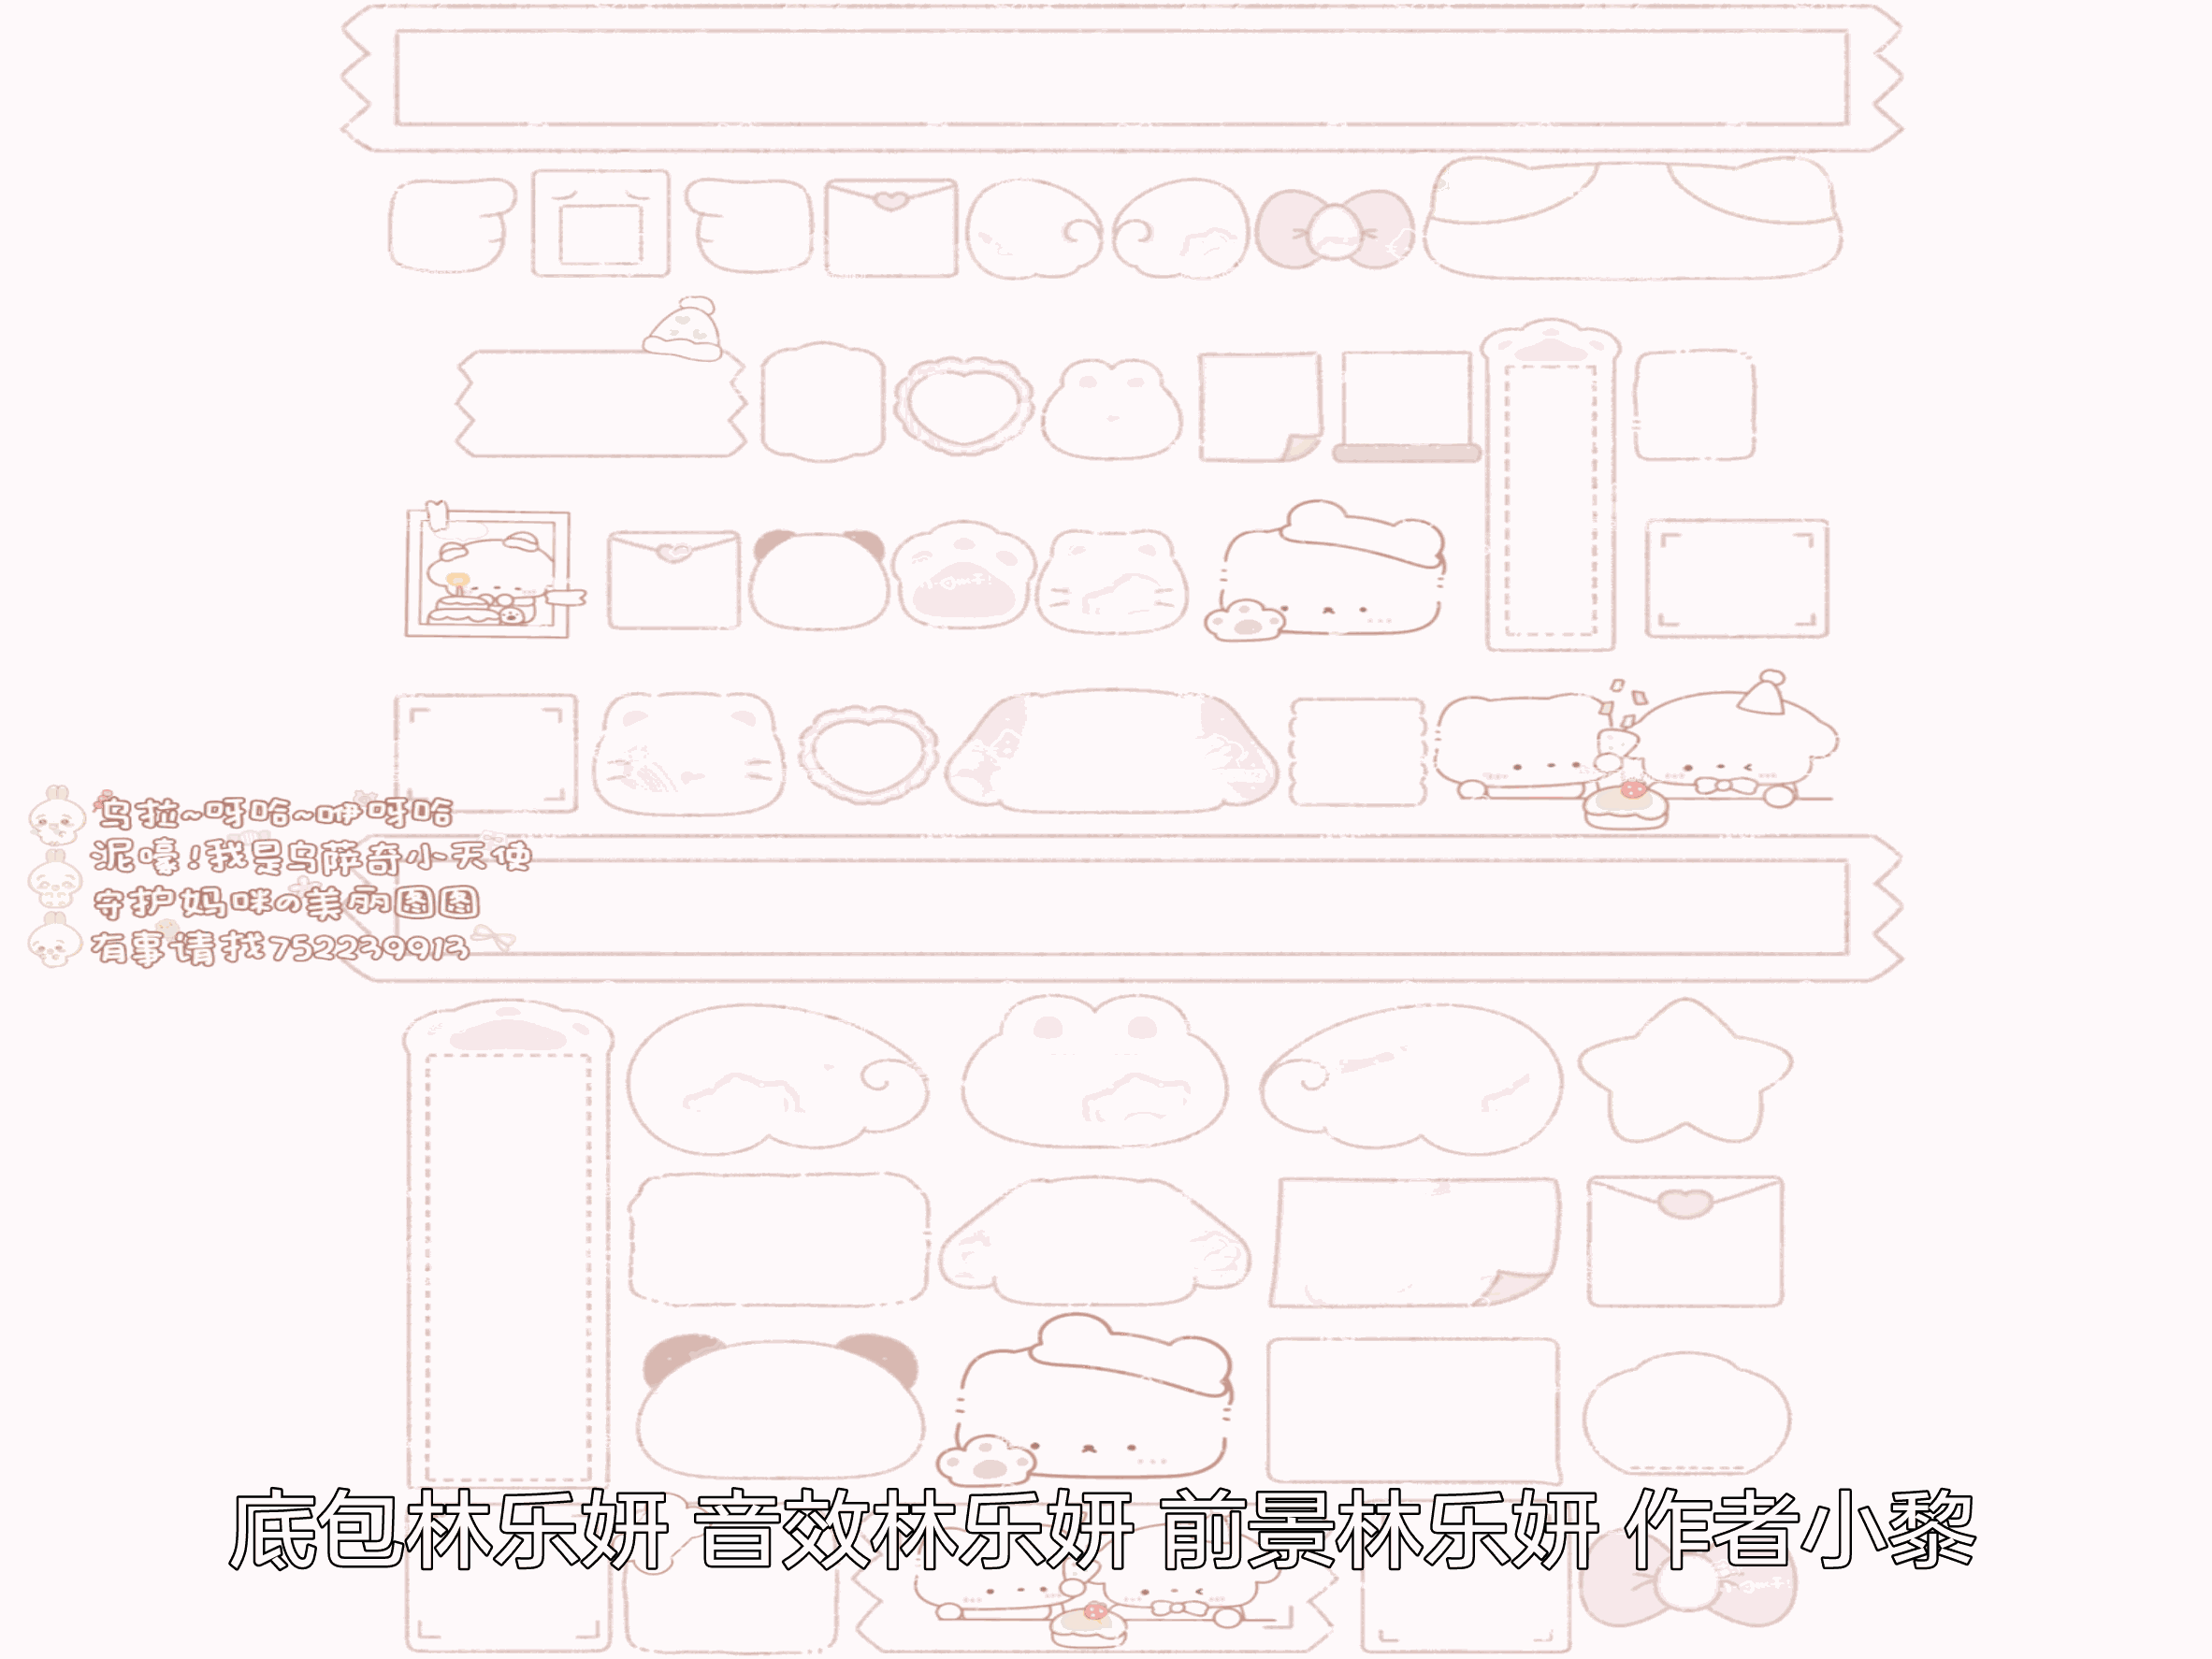 乌拉~呀哈~咿呀哈
泥嚎!我是乌萨奇小天使
守护妈咪の美丽图图
有事请找752239913
底包林乐妍 音效林乐妍 前景林乐妍 作者小黎